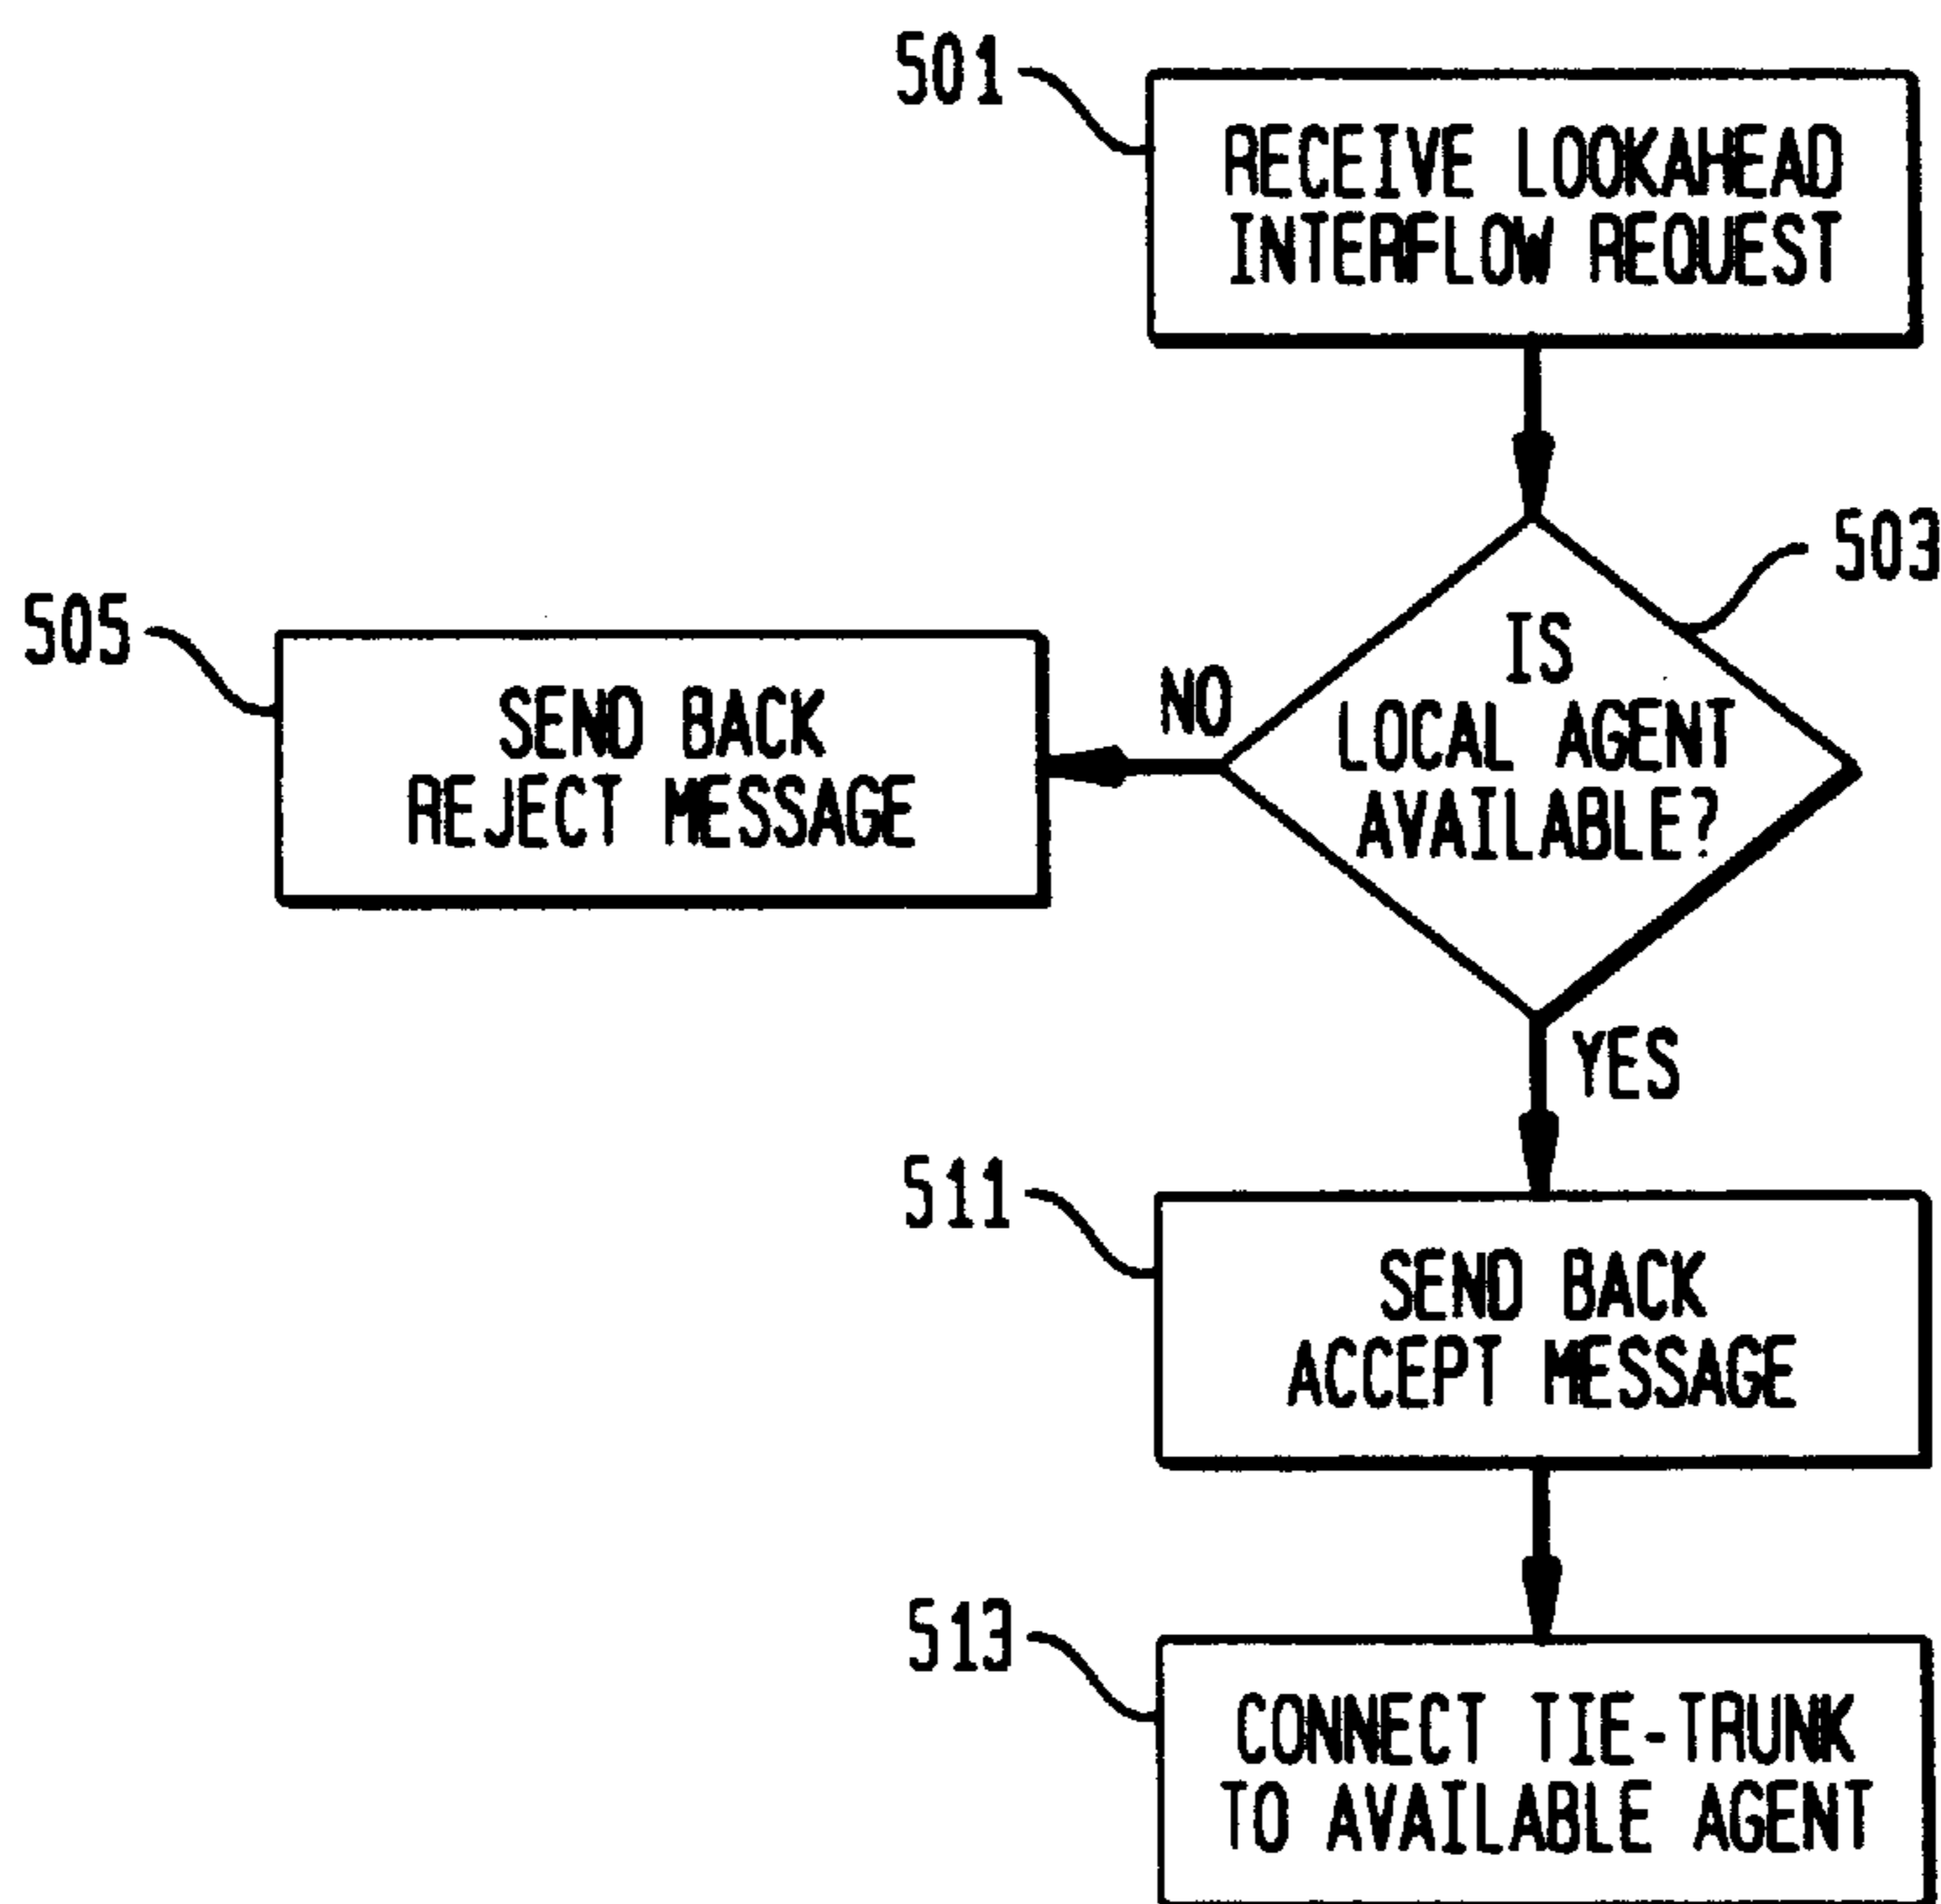 501
RECEIVE LOOKAHEAD
INTERFLOW REQUEST
503
IS
LOCAL AGENT
AVAILABLE?
NO
505
SEND BACK
REJECT MESSAGE
YES
511
SEND BACK
ACCEPT MESSAGE
513
CONNECT TIE-TRUNK
TO AVAILABLE AGENT